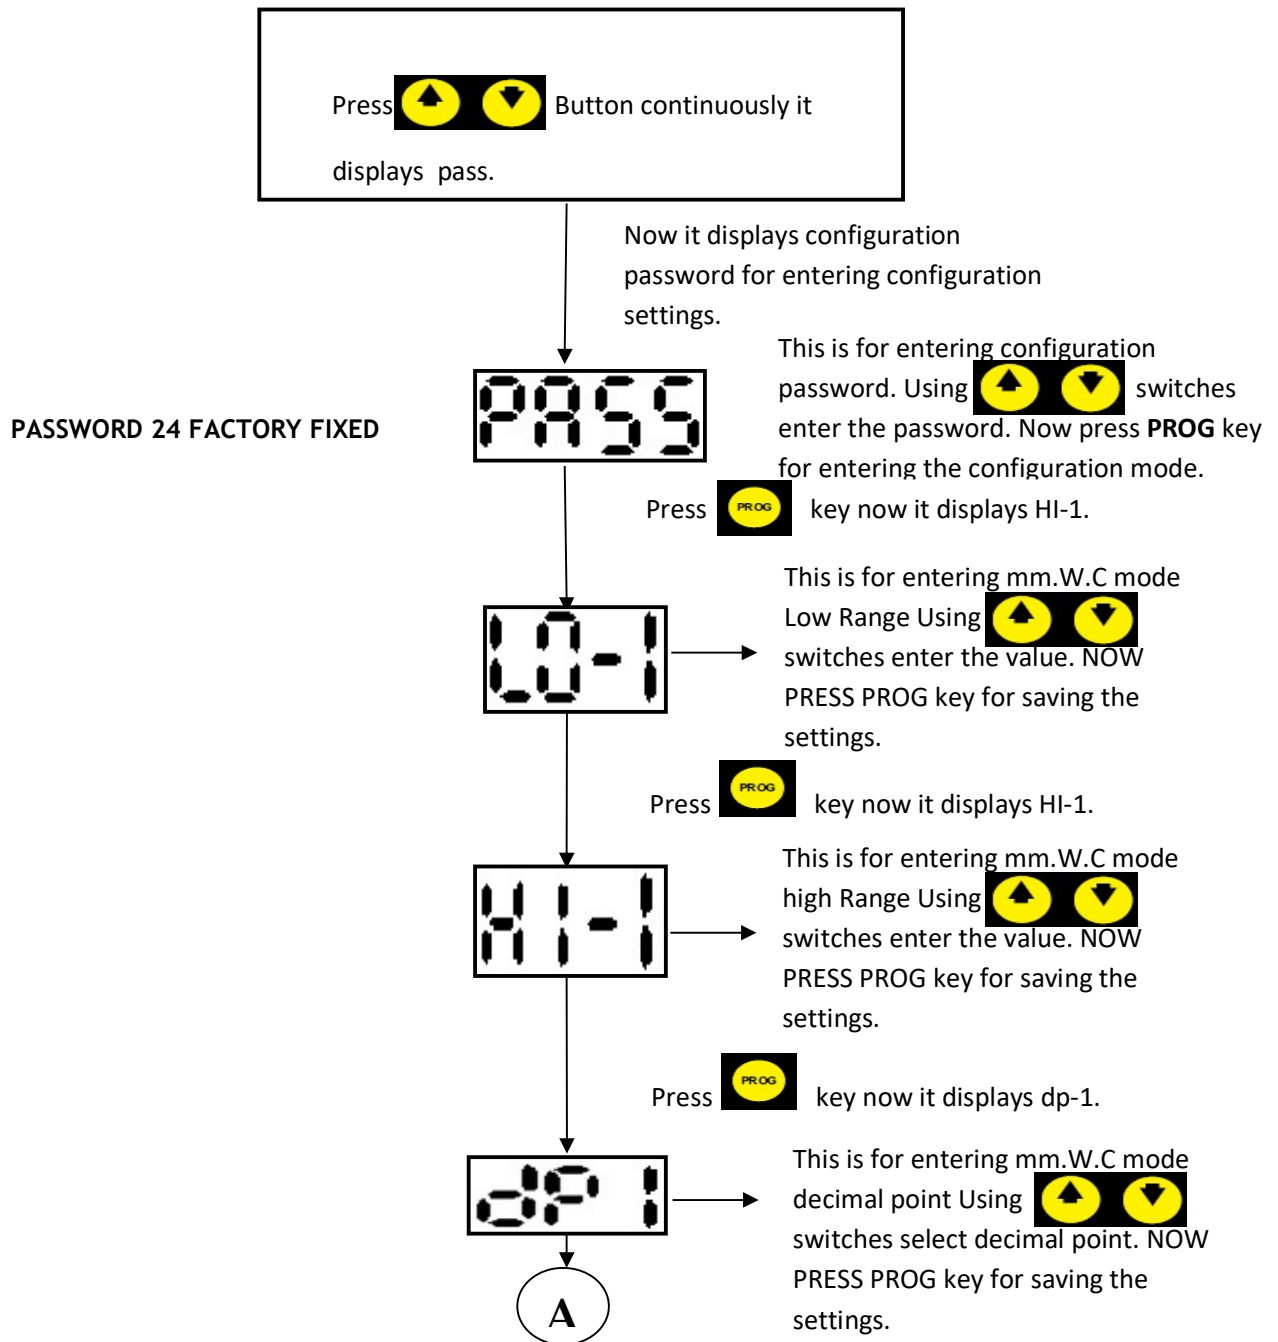 Press Button continuously it
displays pass.
Now it displays configuration
password for entering configuration
settings.
This is for entering configuration
password. Using switches
enter the password. Now press PROG key
for entering the configuration mode.
PASSWORD 24 FACTORY FIXED
PASS
Press PROG key now it displays HI-1.
This is for entering mm.W.C mode
Low Range Using
switches enter the value. NOW
PRESS PROG key for saving the
settings.
LO-1
Press PROG key now it displays HI-1.
This is for entering mm.W.C mode
high Range Using
switches enter the value. NOW
PRESS PROG key for saving the
settings.
HI-1
Press PROG key now it displays dp-1.
This is for entering mm.W.C mode
decimal point Using
switches select decimal point. NOW
PRESS PROG key for saving the
settings.
dP 1
A